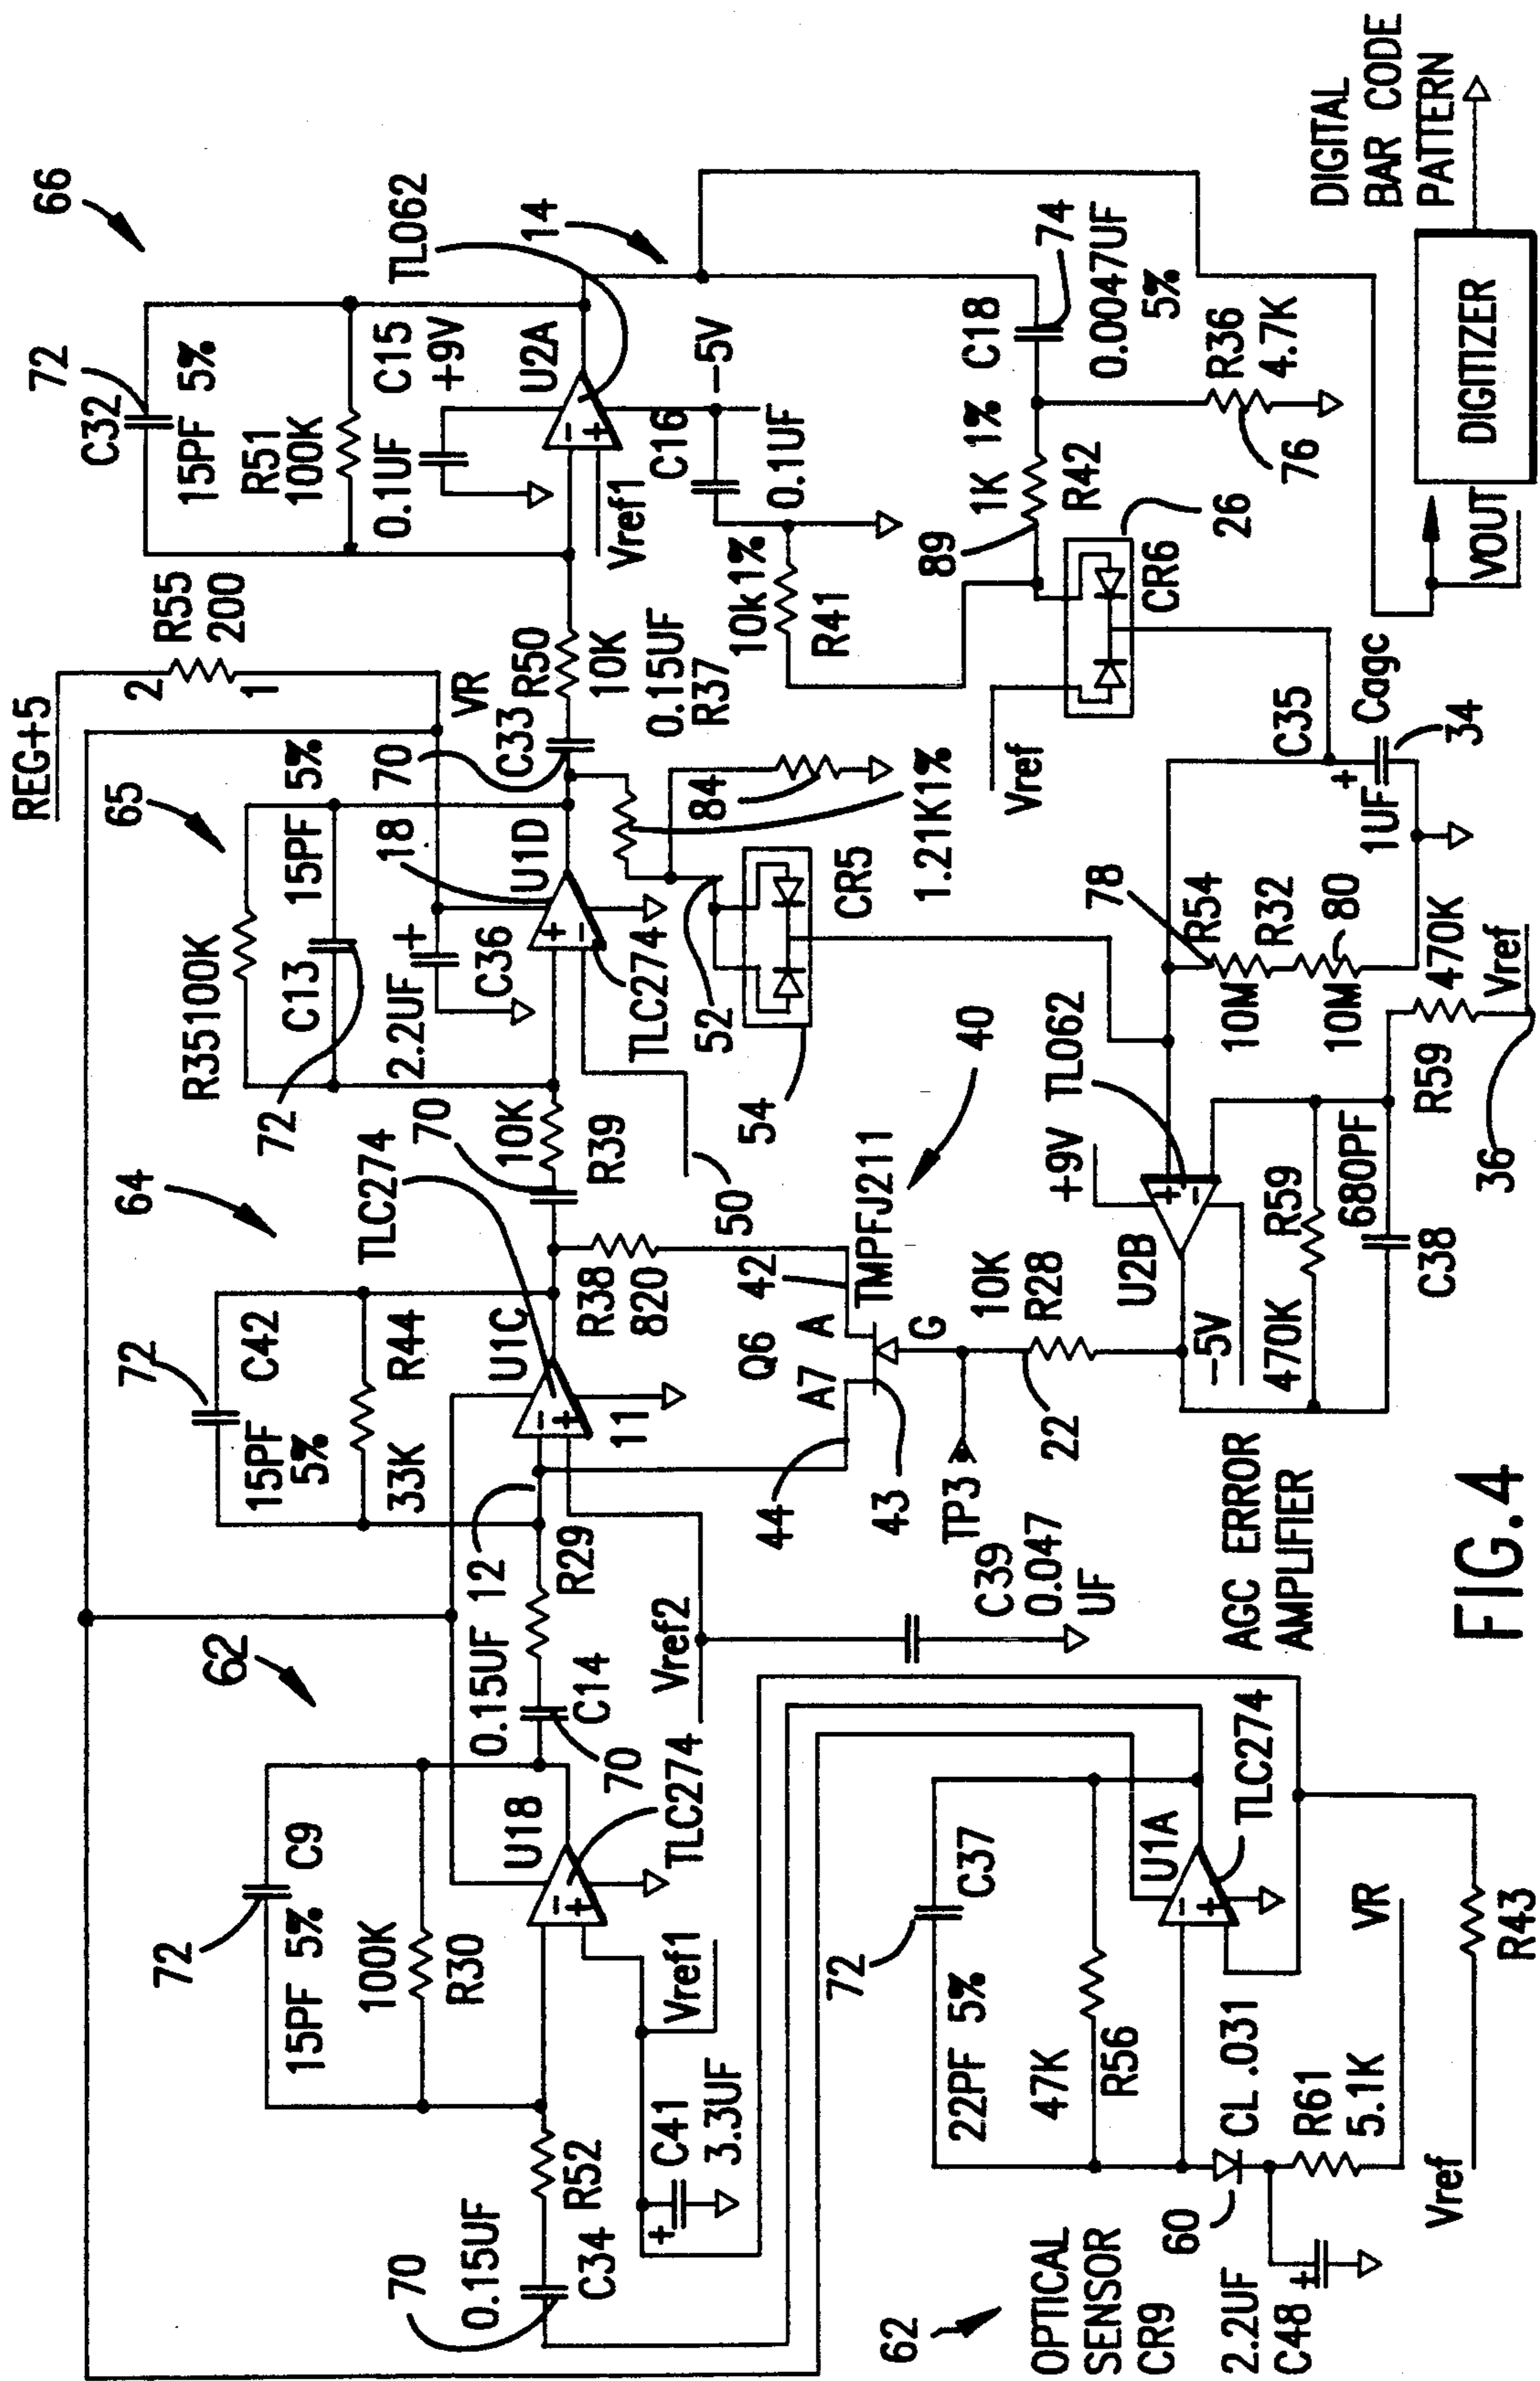 66
72
C32
15PF 5%
R51
100K
0.1UF
C15
+9V
U2A
TL062
14
Vref1
C16
-5V
0.1UF
10k1%
R41
89
1K 1%
R42
C18
74
0.0047UF
5%
R36
4.7K
76
CR6
26
Vref
DIGITAL
BAR CODE
PATTERN
DIGITIZER
VOUT
REG+5
2
R55
200
1
VR
65
R35100K
15PF 5%
C13
72
2.2UF +
C36
18
U1D
+
-
TLC274
70
C33
R50
10K
0.15UF
R37
84
1.21K1%
52
CR5
54
C35
Cagc
+
1UF
34
78
R54
10M
R32
10M
80
470K
R59
Vref
36
64
72
C42
15PF
5%
R44
33K
U1C
TLC274
11
70
10K
R39
50
R38
820
42
44
Q6
A7
A
G
TMPFJ211
40
43
TP3
22
10K
R28
U2B
+9V
TL062
-5V
470K
R59
680PF
C38
AGC ERROR
AMPLIFIER
62
72
C9
15PF 5%
100K
R30
U18
TLC274
0.15UF
C14
70
12
R29
Vref2
C39
0.047
UF
Vref1
70
0.15UF
C34
R52
C41
+
3.3UF
72
C37
22PF 5%
47K
R56
U1A
TLC274
62
OPTICAL
SENSOR
CR9
60
CL .031
2.2UF
C48
R61
5.1K
VR
Vref
R43
FIG.4